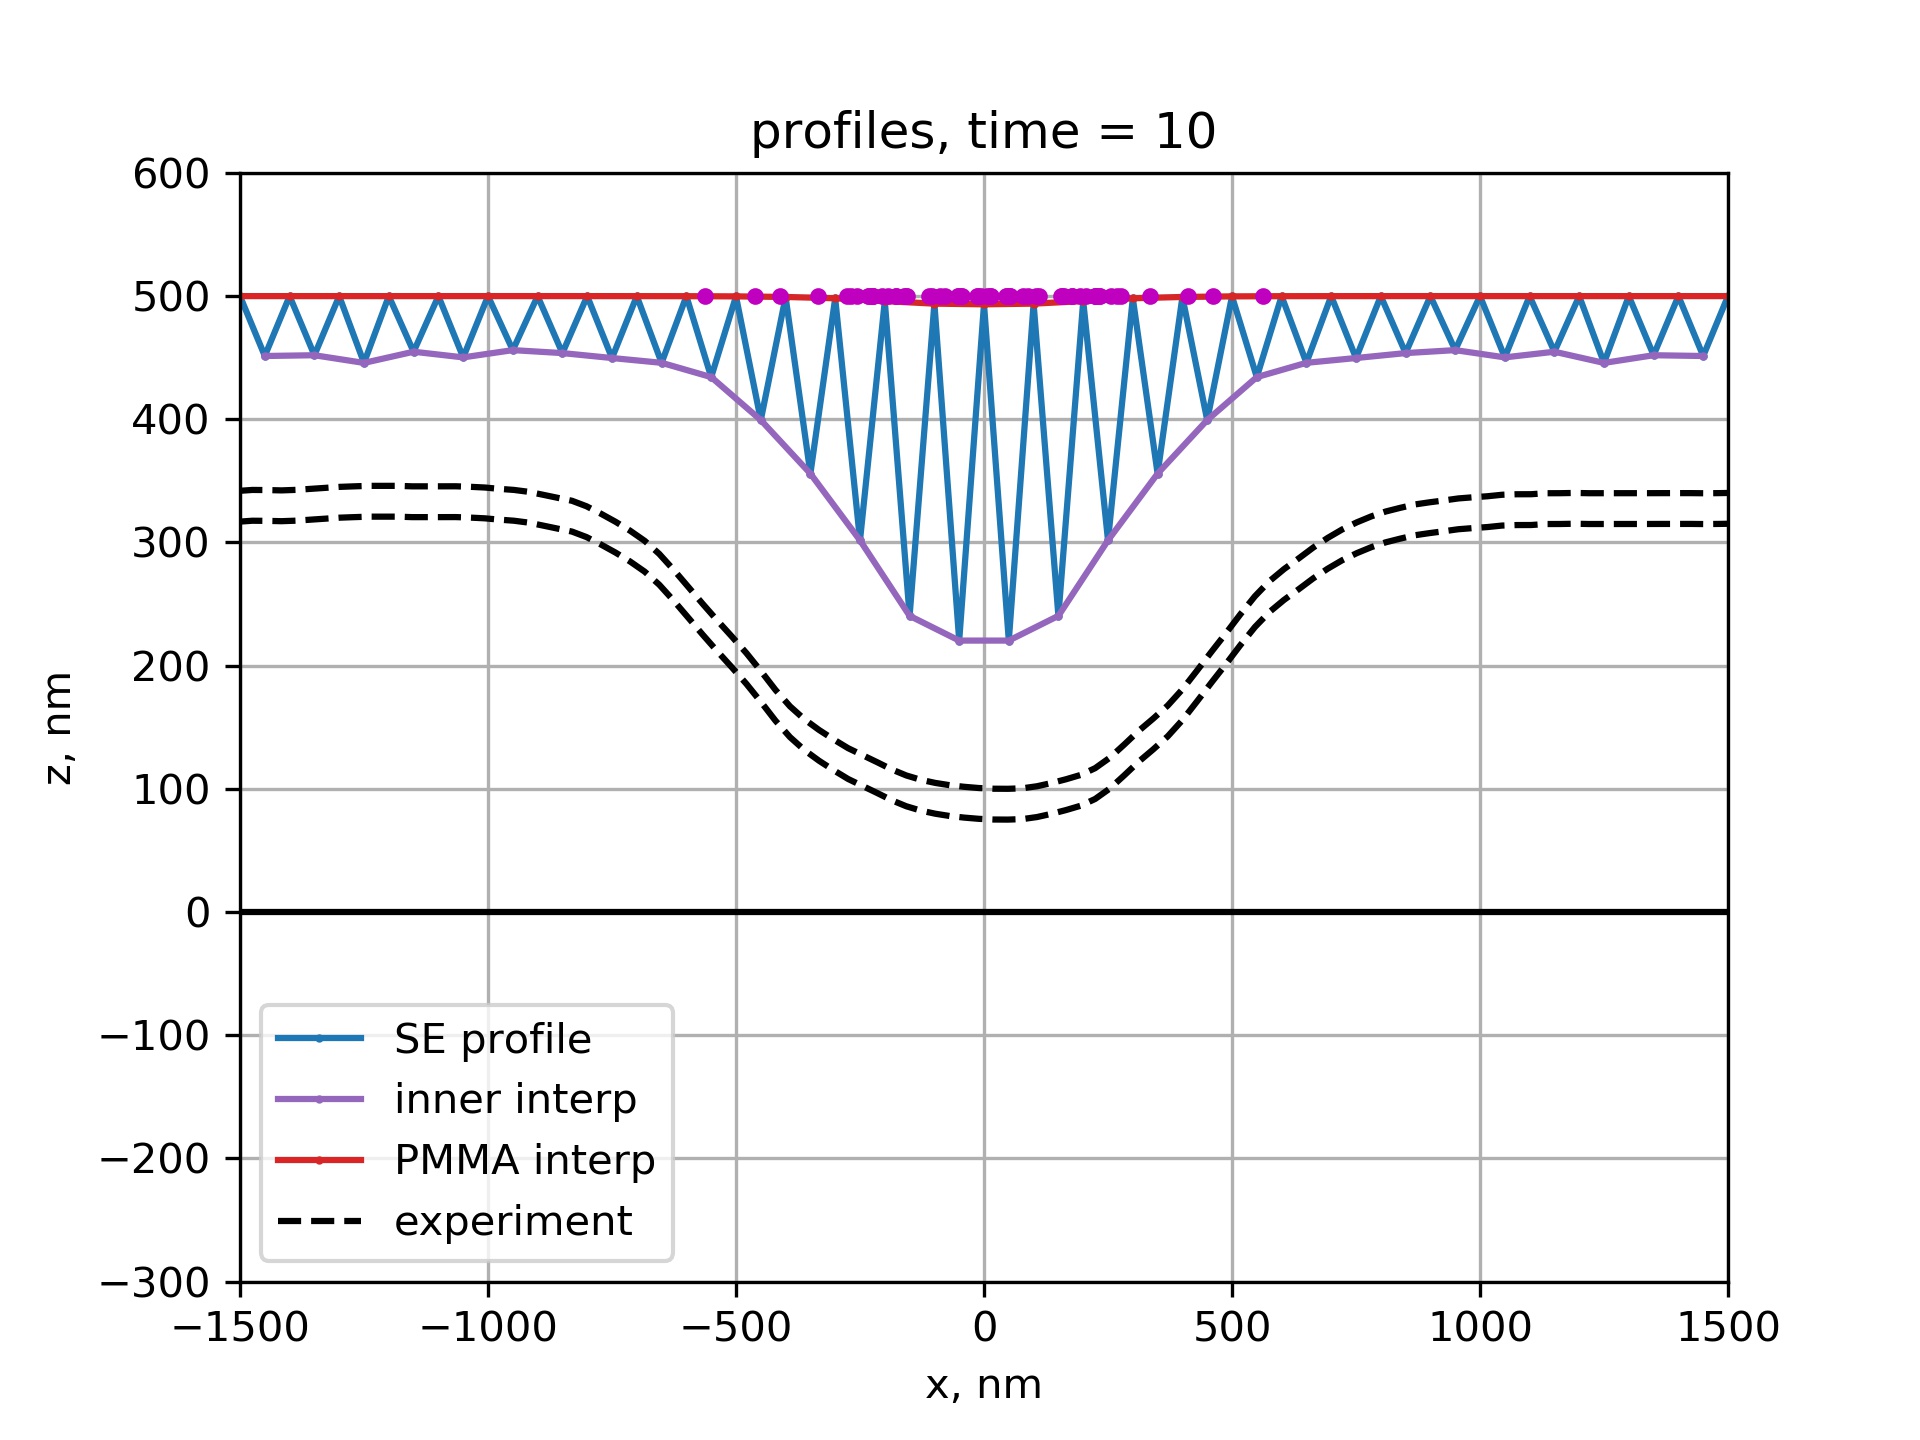 profiles, time = 10
600
500
400
300
200
100
0
−100
−200
−300
z, nm
SE profile
inner interp
PMMA interp
experiment
−1500 −1000 −500 0 500 1000 1500
x, nm